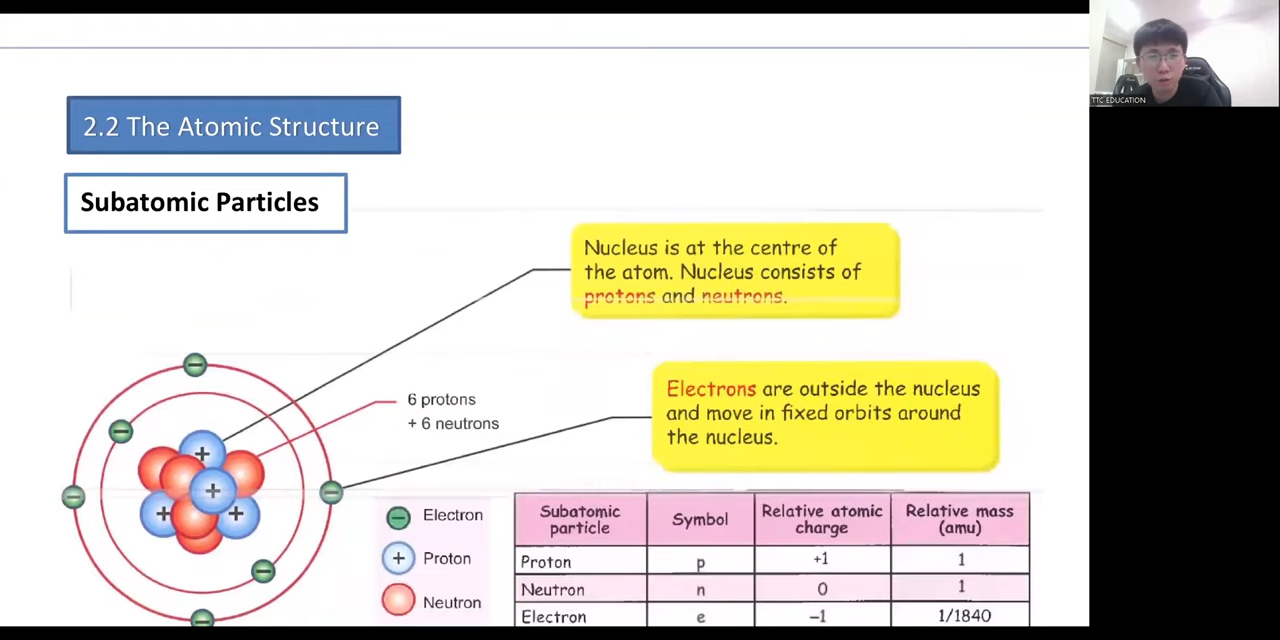 TTC EDUCATION
2.2 The Atomic Structure
Subatomic Particles
Nucleus is at the centre of
the atom. Nucleus consists of
protons and neutrons.
6 protons
+ 6 neutrons
Electrons are outside the nucleus
and move in fixed orbits around
the nucleus.
− Electron
+ Proton
Neutron
Subatomic particle Symbol Relative atomic charge Relative mass (amu)
Proton p +1 1
Neutron n 0 1
Electron e −1 1/1840